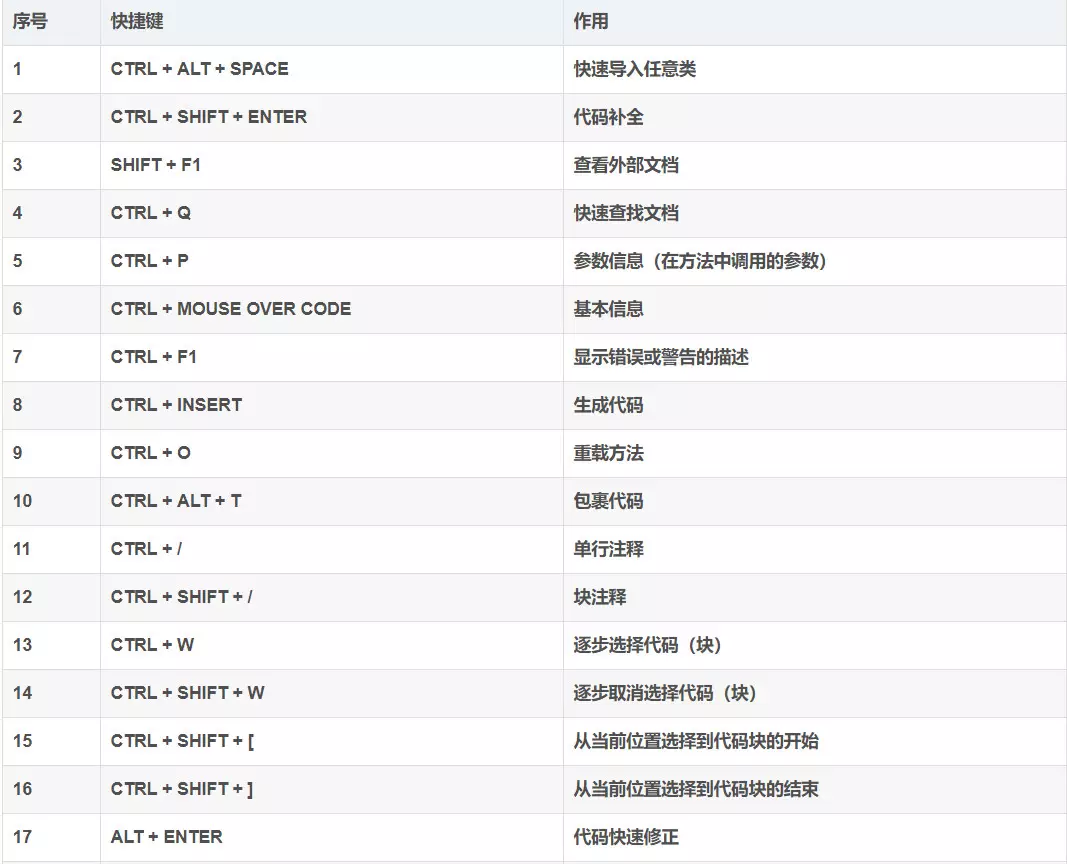 序号 快捷键 作用
1 CTRL + ALT + SPACE 快速导入任意类
2 CTRL + SHIFT + ENTER 代码补全
3 SHIFT + F1 查看外部文档
4 CTRL + Q 快速查找文档
5 CTRL + P 参数信息（在方法中调用的参数）
6 CTRL + MOUSE OVER CODE 基本信息
7 CTRL + F1 显示错误或警告的描述
8 CTRL + INSERT 生成代码
9 CTRL + O 重载方法
10 CTRL + ALT + T 包裹代码
11 CTRL + / 单行注释
12 CTRL + SHIFT + / 块注释
13 CTRL + W 逐步选择代码（块）
14 CTRL + SHIFT + W 逐步取消选择代码（块）
15 CTRL + SHIFT + [ 从当前位置选择到代码块的开始
16 CTRL + SHIFT + ] 从当前位置选择到代码块的结束
17 ALT + ENTER 代码快速修正